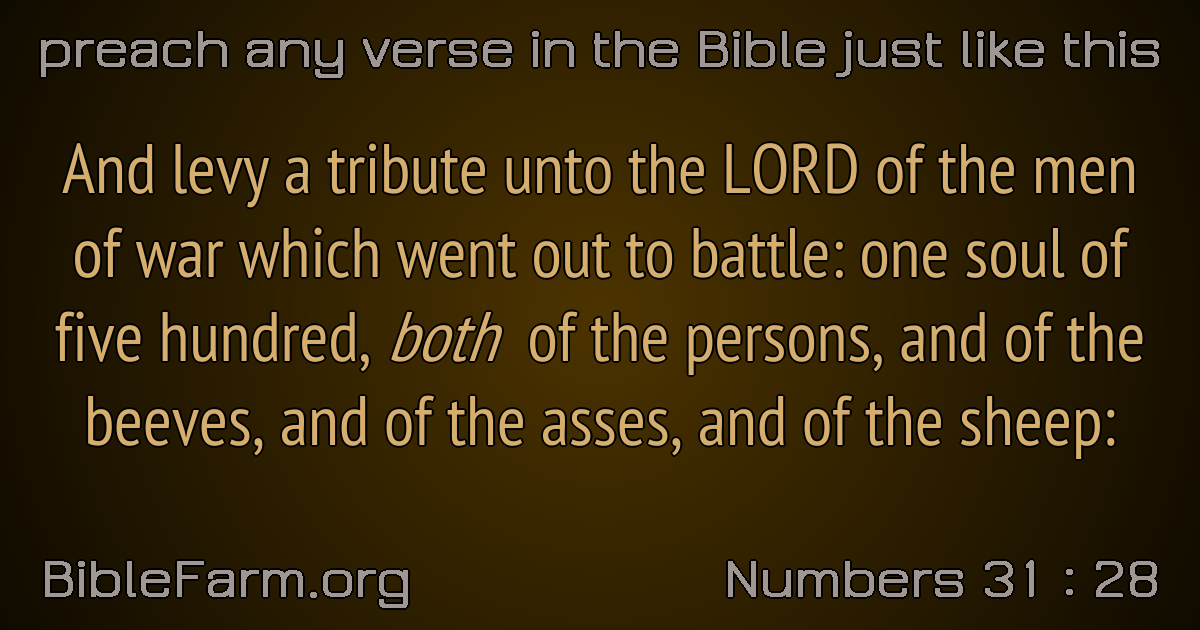 preach any verse in the Bible just like this
And levy a tribute unto the LORD of the men
of war which went out to battle: one soul of
five hundred, both of the persons, and of the
beeves, and of the asses, and of the sheep:
BibleFarm.org
Numbers 31 : 28